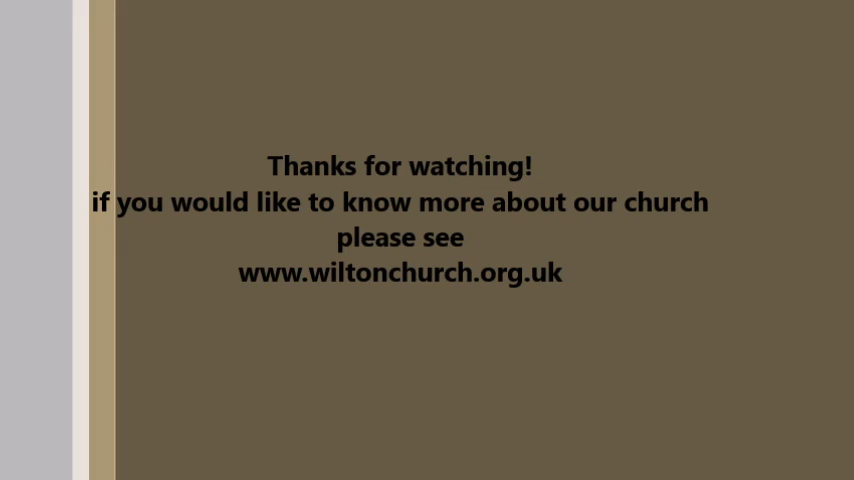 Thanks for watching!
if you would like to know more about our church
please see
www.wiltonchurch.org.uk